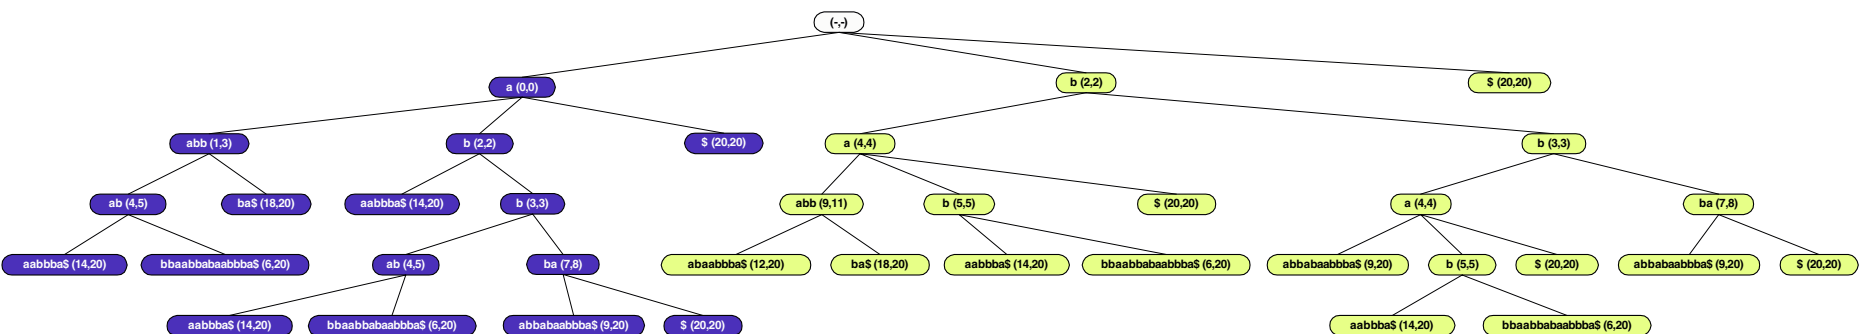 (-,-)
a (0,0)
b (2,2)
$ (20,20)
abb (1,3)
b (2,2)
$ (20,20)
a (4,4)
b (3,3)
ab (4,5)
ba$ (18,20)
aabbba$ (14,20)
b (3,3)
abb (9,11)
b (5,5)
$ (20,20)
a (4,4)
ba (7,8)
aabbba$ (14,20)
bbaabbabaabbba$ (6,20)
ab (4,5)
ba (7,8)
abaabbba$ (12,20)
ba$ (18,20)
aabbba$ (14,20)
bbaabbabaabbba$ (6,20)
abbabaabbba$ (9,20)
b (5,5)
$ (20,20)
abbabaabbba$ (9,20)
$ (20,20)
aabbba$ (14,20)
bbaabbabaabbba$ (6,20)
abbabaabbba$ (9,20)
$ (20,20)
aabbba$ (14,20)
bbaabbabaabbba$ (6,20)